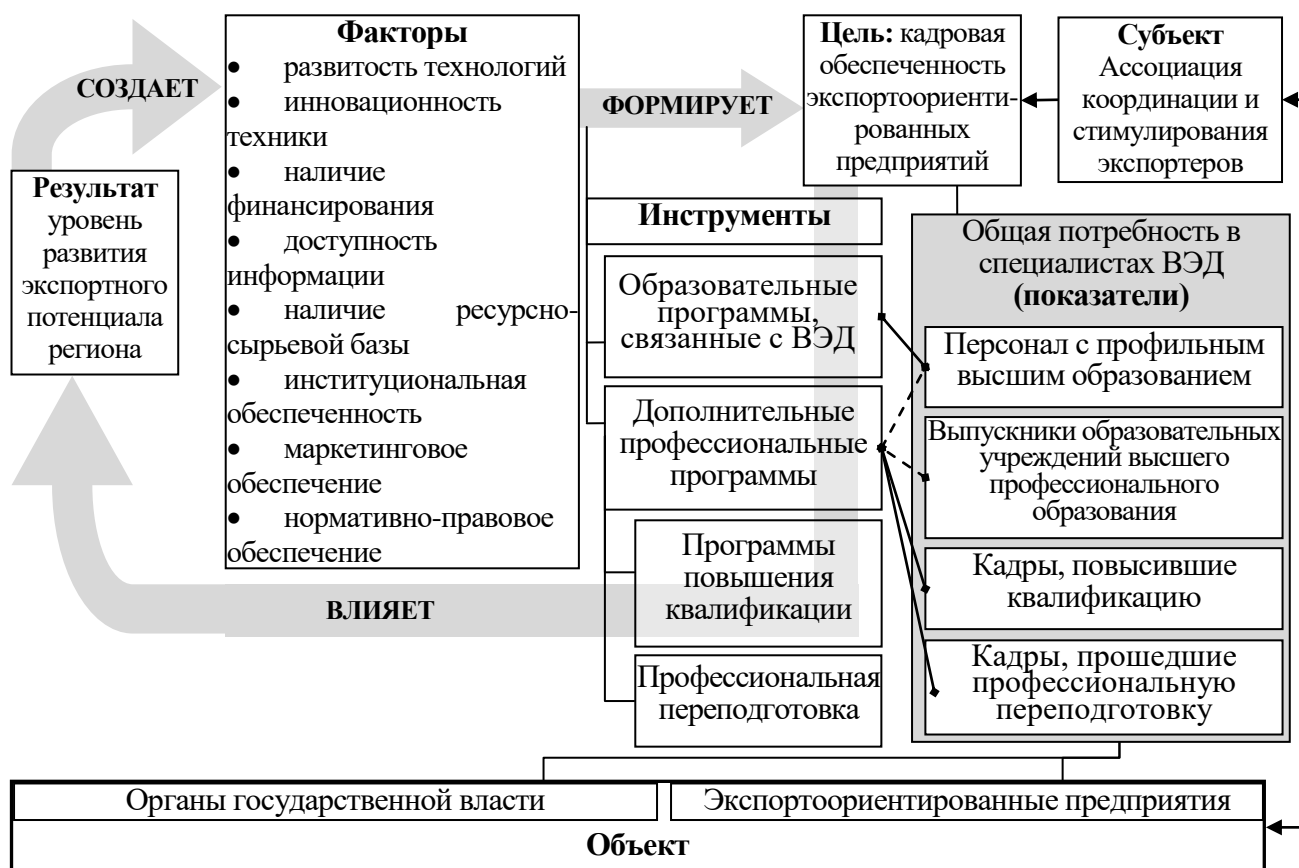 СОЗДАЕТ
Факторы
• развитость технологий
• инновационность
техники
• наличие
финансирования
• доступность
информации
• наличие ресурсно-
сырьевой базы
• институциональная
обеспеченность
• маркетинговое
обеспечение
• нормативно-правовое
обеспечение
ФОРМИРУЕТ
Цель: кадровая
обеспеченность
экспортоориенти-
рованных
предприятий
Субъект
Ассоциация
координации и
стимулирования
экспортеров
Результат
уровень
развития
экспортного
потенциала
региона
Инструменты
Образовательные
программы,
связанные с ВЭД
Дополнительные
профессиональные
программы
Программы
повышения
квалификации
Профессиональная
переподготовка
Общая потребность в
специалистах ВЭД
(показатели)
Персонал с профильным
высшим образованием
Выпускники образовательных
учреждений высшего
профессионального
образования
Кадры, повысившие
квалификацию
Кадры, прошедшие
профессиональную
переподготовку
ВЛИЯЕТ
Органы государственной власти
Экспортоориентированные предприятия
Объект